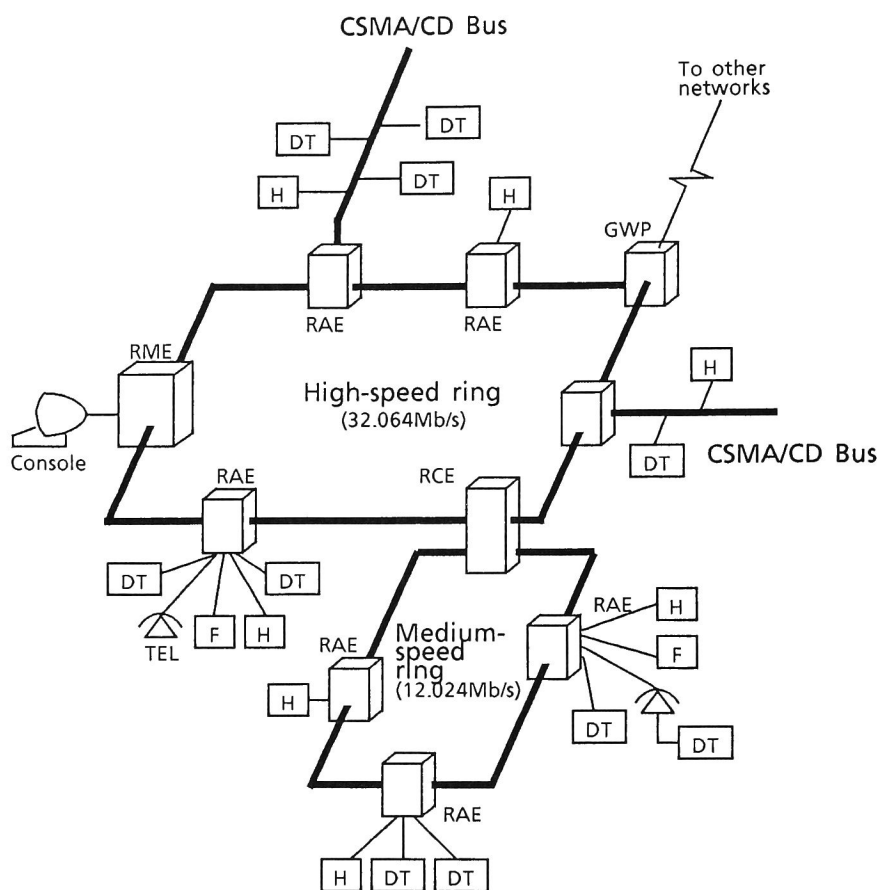 CSMA/CD Bus
To other
networks
DT
DT
H
DT
H
GWP
RAE
RAE
RME
H
High-speed ring
(32.064Mb/s)
DT
CSMA/CD Bus
Console
RAE
RCE
DT
DT
TEL
F
H
RAE
H
F
RAE
Medium-
speed
ring
(12.024Mb/s)
H
DT
DT
RAE
H
DT
DT